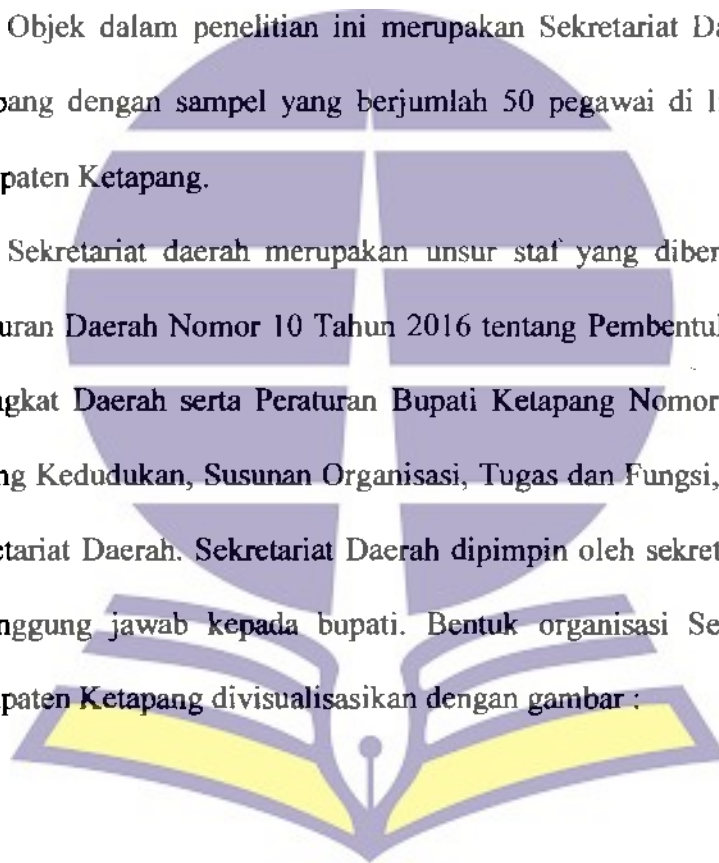 Objek dalam penelitian ini merupakan Sekretariat Da
pang dengan sampel yang berjumlah 50 pegawai di l
paten Ketapang.
Sekretariat daerah merupakan unsur staf yang diber
uran Daerah Nomor 10 Tahun 2016 tentang Pembentul
ngkat Daerah serta Peraturan Bupati Ketapang Nomor
ng Kedudukan, Susunan Organisasi, Tugas dan Fungsi,
etariat Daerah. Sekretariat Daerah dipimpin oleh sekret
nggung jawab kepada bupati. Bentuk organisasi Se
paten Ketapang divisualisasikan dengan gambar :